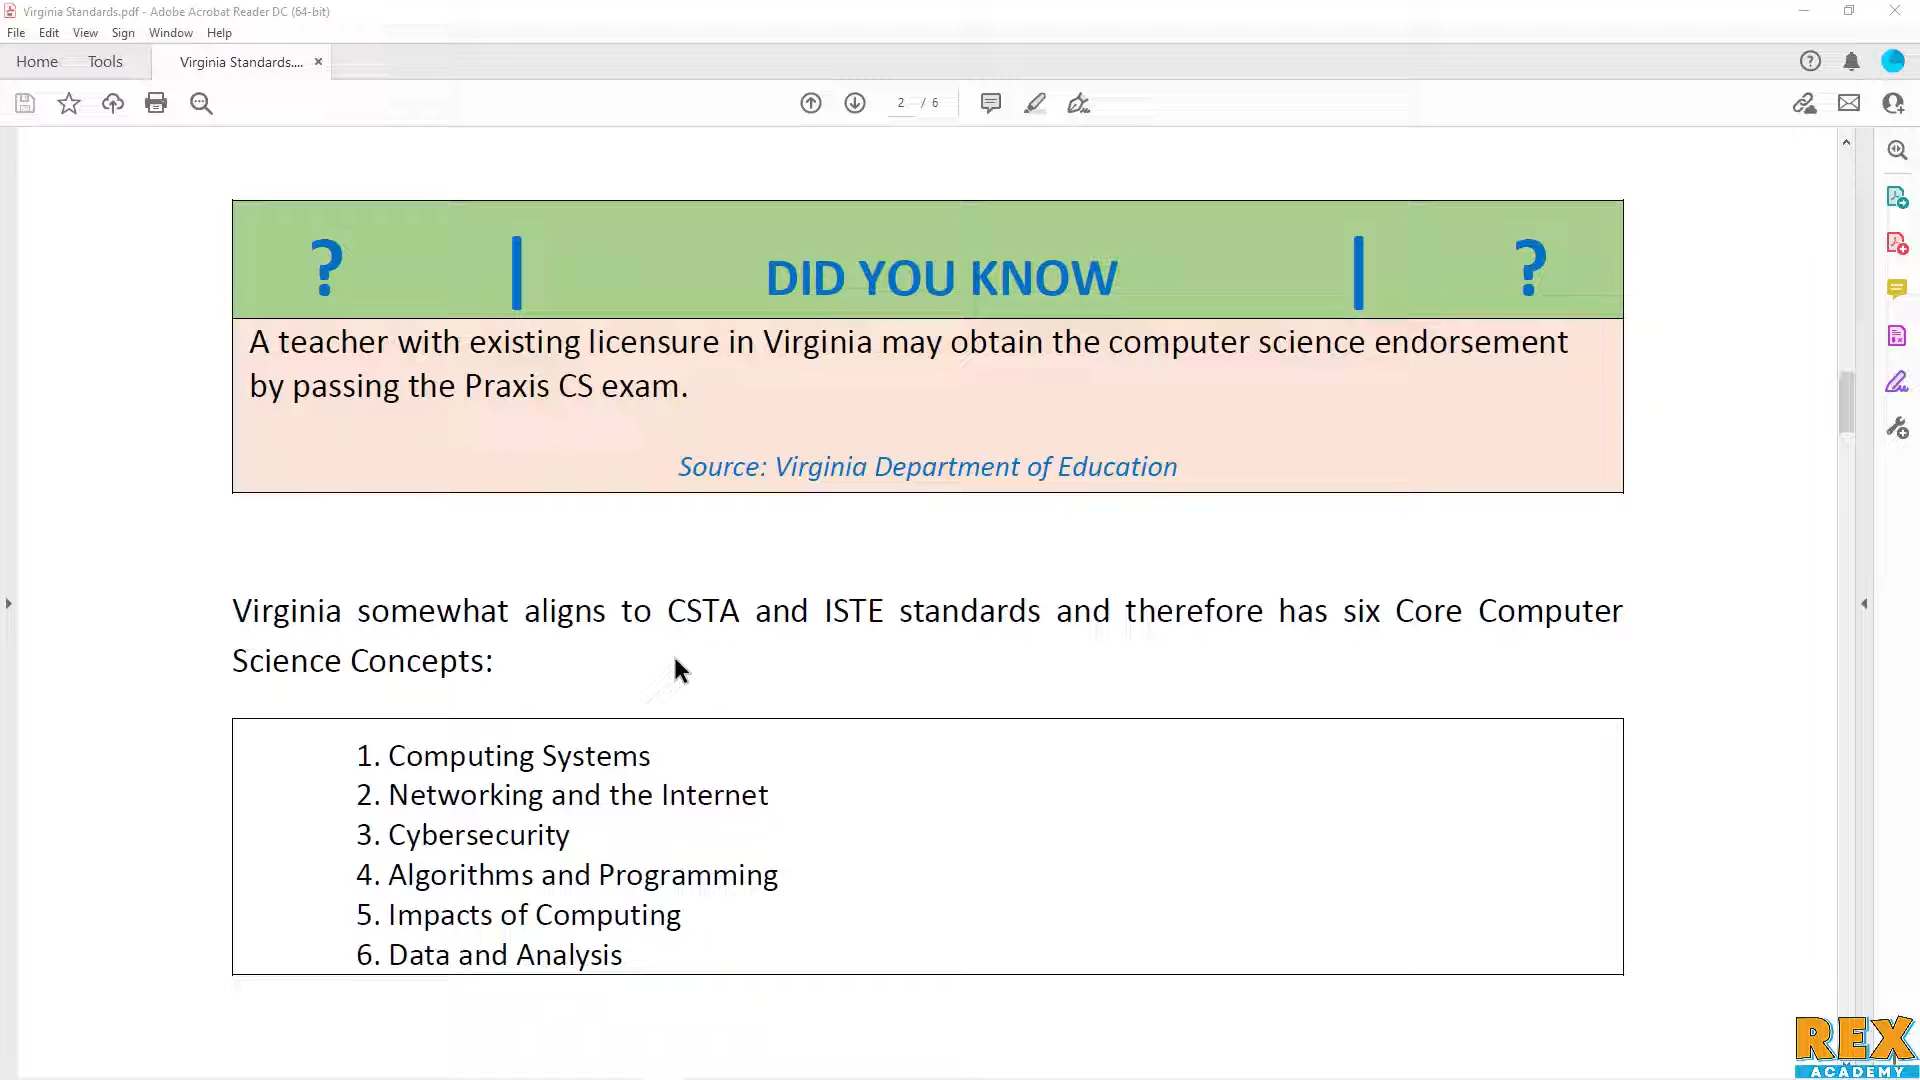 Virginia Standards.pdf - Adobe Acrobat Reader DC (64-bit)
File Edit View Sign Window Help
Home Tools Virginia Standards.... ×
2 / 6
? | DID YOU KNOW | ?
A teacher with existing licensure in Virginia may obtain the computer science endorsement
by passing the Praxis CS exam.
Source: Virginia Department of Education
Virginia somewhat aligns to CSTA and ISTE standards and therefore has six Core Computer
Science Concepts:
1. Computing Systems
2. Networking and the Internet
3. Cybersecurity
4. Algorithms and Programming
5. Impacts of Computing
6. Data and Analysis
REX
ACADEMY